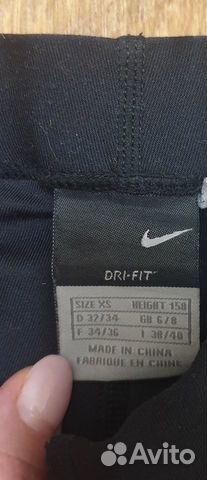 DRI-FIT
SIZE XS HEIGHT 158
D 32/34 GB 6/8
F 34/36 I 38/40
MADE IN CHINA
FABRIQUE EN CHINE
Avito